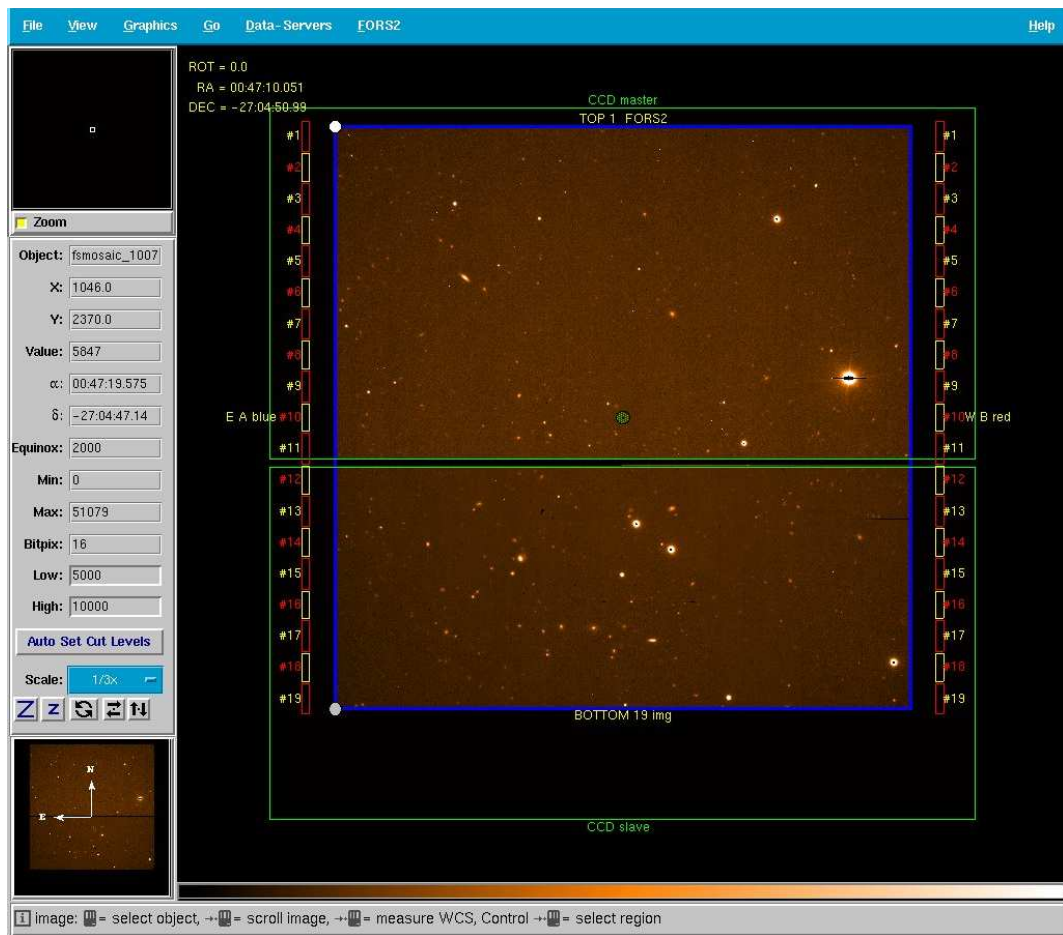 File View Graphics Go Data-Servers FORS2 Help
ROT = 0.0
RA = 00:47:10.051
DEC = -27:04:50.99
CCD master
TOP 1 FORS2
#1 #1
#2 #2
#3 #3
#4 #4
#5 #5
#6 #6
#7 #7
#8 #8
#9 #9
E A blue #10 #10 W B red
#11 #11
#12 #12
#13 #13
#14 #14
#15 #15
#16 #16
#17 #17
#18 #18
#19 #19
BOTTOM 19 img
CCD slave
Zoom
Object: fsmosaic_1007
X: 1046.0
Y: 2370.0
Value: 5847
α: 00:47:19.575
δ: -27:04:47.14
Equinox: 2000
Min: 0
Max: 51079
Bitpix: 16
Low: 5000
High: 10000
Auto Set Cut Levels
Scale: 1/3x
Z z
N
E
image: = select object, = scroll image, = measure WCS, Control = select region